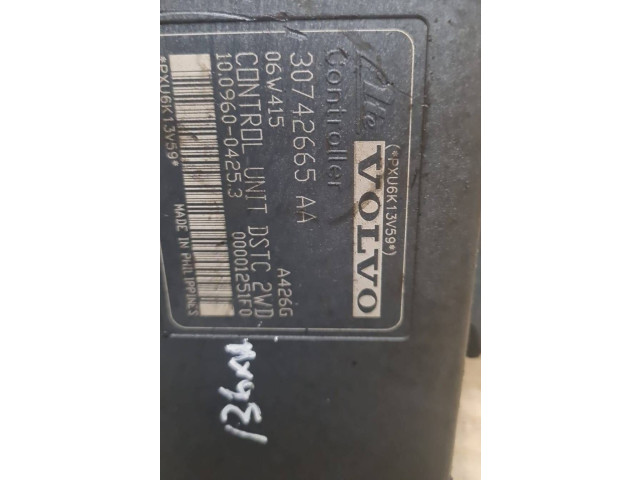 Ate VOLVO (*PXU6K13V59*)
Controller
30742665 AA
06W415 A426G
CONTROL UNIT DSTC 2WD
10.0960-0425.3 00001251F0
*PXU6K13V59*
MADE IN PHILIPPINES